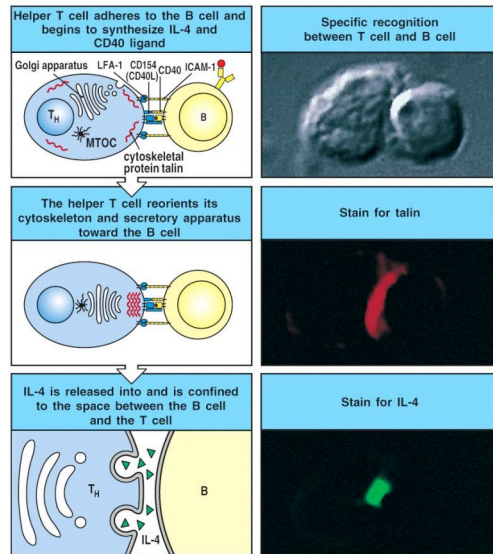 Helper T cell adheres to the B cell and
begins to synthesize IL-4 and
CD40 ligand
Golgi apparatus
LFA-1
CD154
(CD40L)
CD40
ICAM-1
TH
MTOC
B
cytoskeletal
protein talin
Specific recognition
between T cell and B cell
The helper T cell reorients its
cytoskeleton and secretory apparatus
toward the B cell
Stain for talin
IL-4 is released into and is confined
to the space between the B cell
and the T cell
TH
B
IL-4
Stain for IL-4